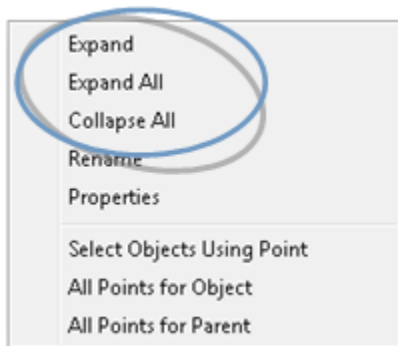 Expand
Expand All
Collapse All
Rename
Properties
Select Objects Using Point
All Points for Object
All Points for Parent